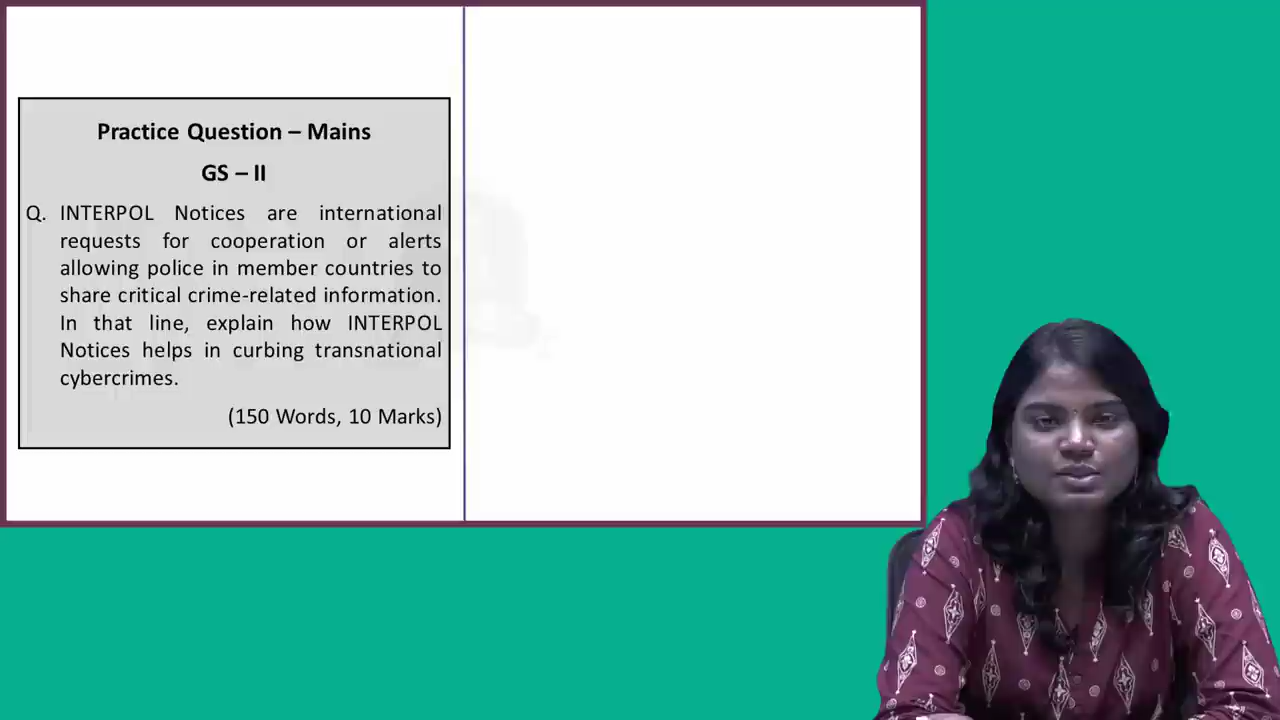 Practice Question – Mains
GS – II
Q. INTERPOL Notices are international
requests for cooperation or alerts
allowing police in member countries to
share critical crime-related information.
In that line, explain how INTERPOL
Notices helps in curbing transnational
cybercrimes.
(150 Words, 10 Marks)